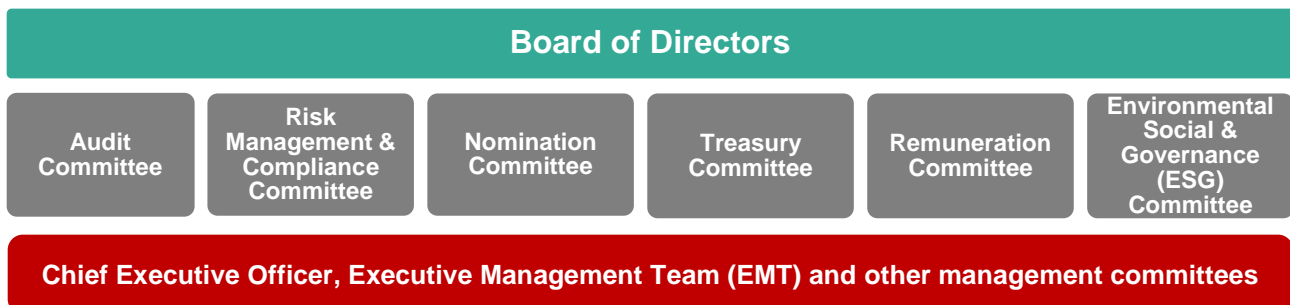 Board of Directors
Audit
Committee
Risk
Management &
Compliance
Committee
Nomination
Committee
Treasury
Committee
Remuneration
Committee
Environmental
Social &
Governance
(ESG)
Committee
Chief Executive Officer, Executive Management Team (EMT) and other management committees